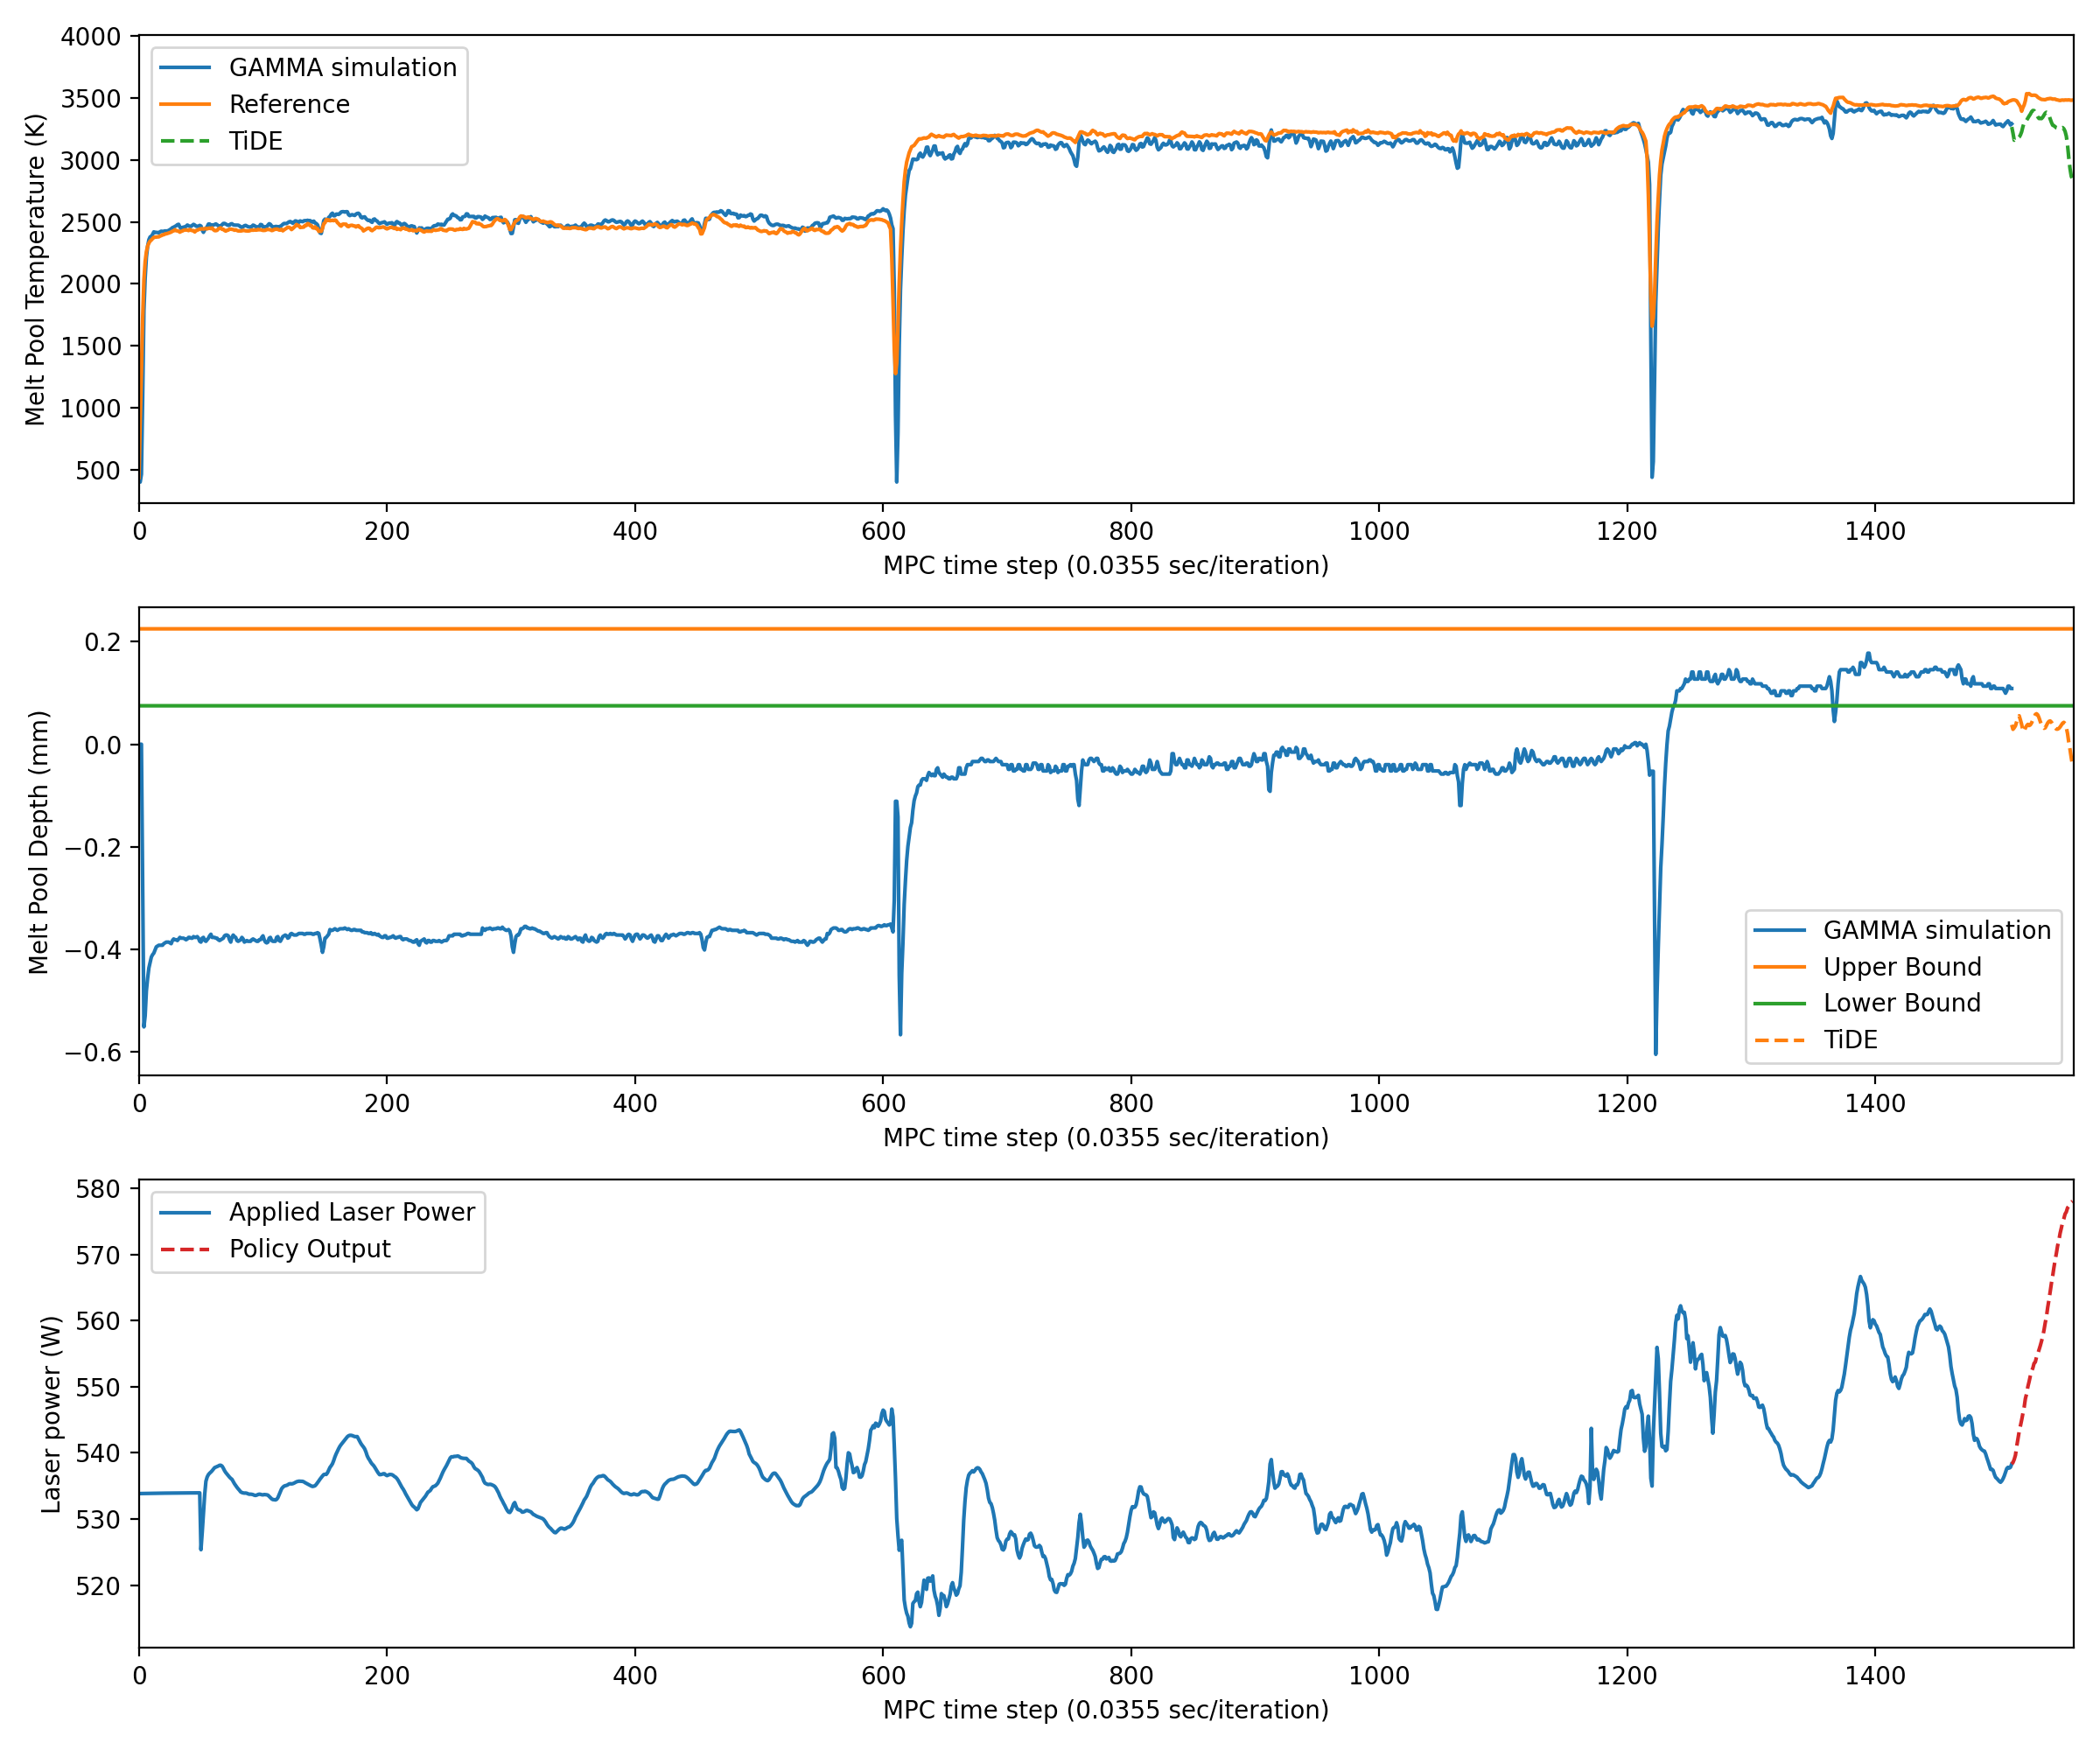 4000
3500
3000
2500
2000
1500
1000
500
Melt Pool Temperature (K)
GAMMA simulation
Reference
TiDE
0 200 400 600 800 1000 1200 1400
MPC time step (0.0355 sec/iteration)
0.2
0.0
−0.2
−0.4
−0.6
Melt Pool Depth (mm)
GAMMA simulation
Upper Bound
Lower Bound
TiDE
0 200 400 600 800 1000 1200 1400
MPC time step (0.0355 sec/iteration)
580
570
560
550
540
530
520
Laser power (W)
Applied Laser Power
Policy Output
0 200 400 600 800 1000 1200 1400
MPC time step (0.0355 sec/iteration)